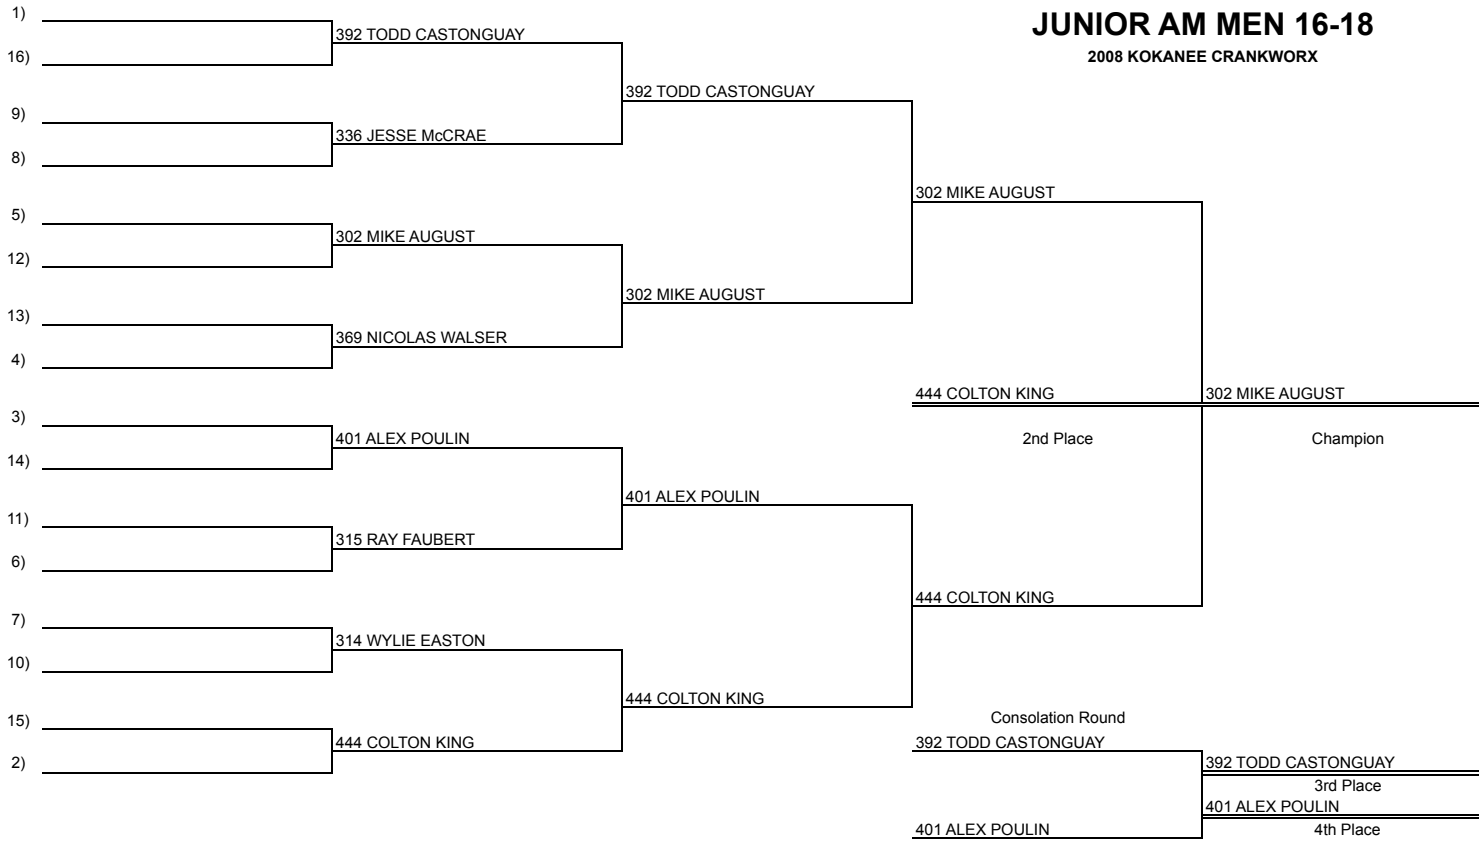 JUNIOR AM MEN 16-18
2008 KOKANEE CRANKWORX
1)
392 TODD CASTONGUAY
16)
392 TODD CASTONGUAY
9)
336 JESSE McCRAE
8)
302 MIKE AUGUST
5)
302 MIKE AUGUST
12)
302 MIKE AUGUST
13)
369 NICOLAS WALSER
4)
444 COLTON KING
302 MIKE AUGUST
2nd Place
Champion
3)
401 ALEX POULIN
14)
401 ALEX POULIN
11)
315 RAY FAUBERT
6)
444 COLTON KING
7)
314 WYLIE EASTON
10)
444 COLTON KING
15)
444 COLTON KING
2)
Consolation Round
392 TODD CASTONGUAY
392 TODD CASTONGUAY
3rd Place
401 ALEX POULIN
401 ALEX POULIN
4th Place